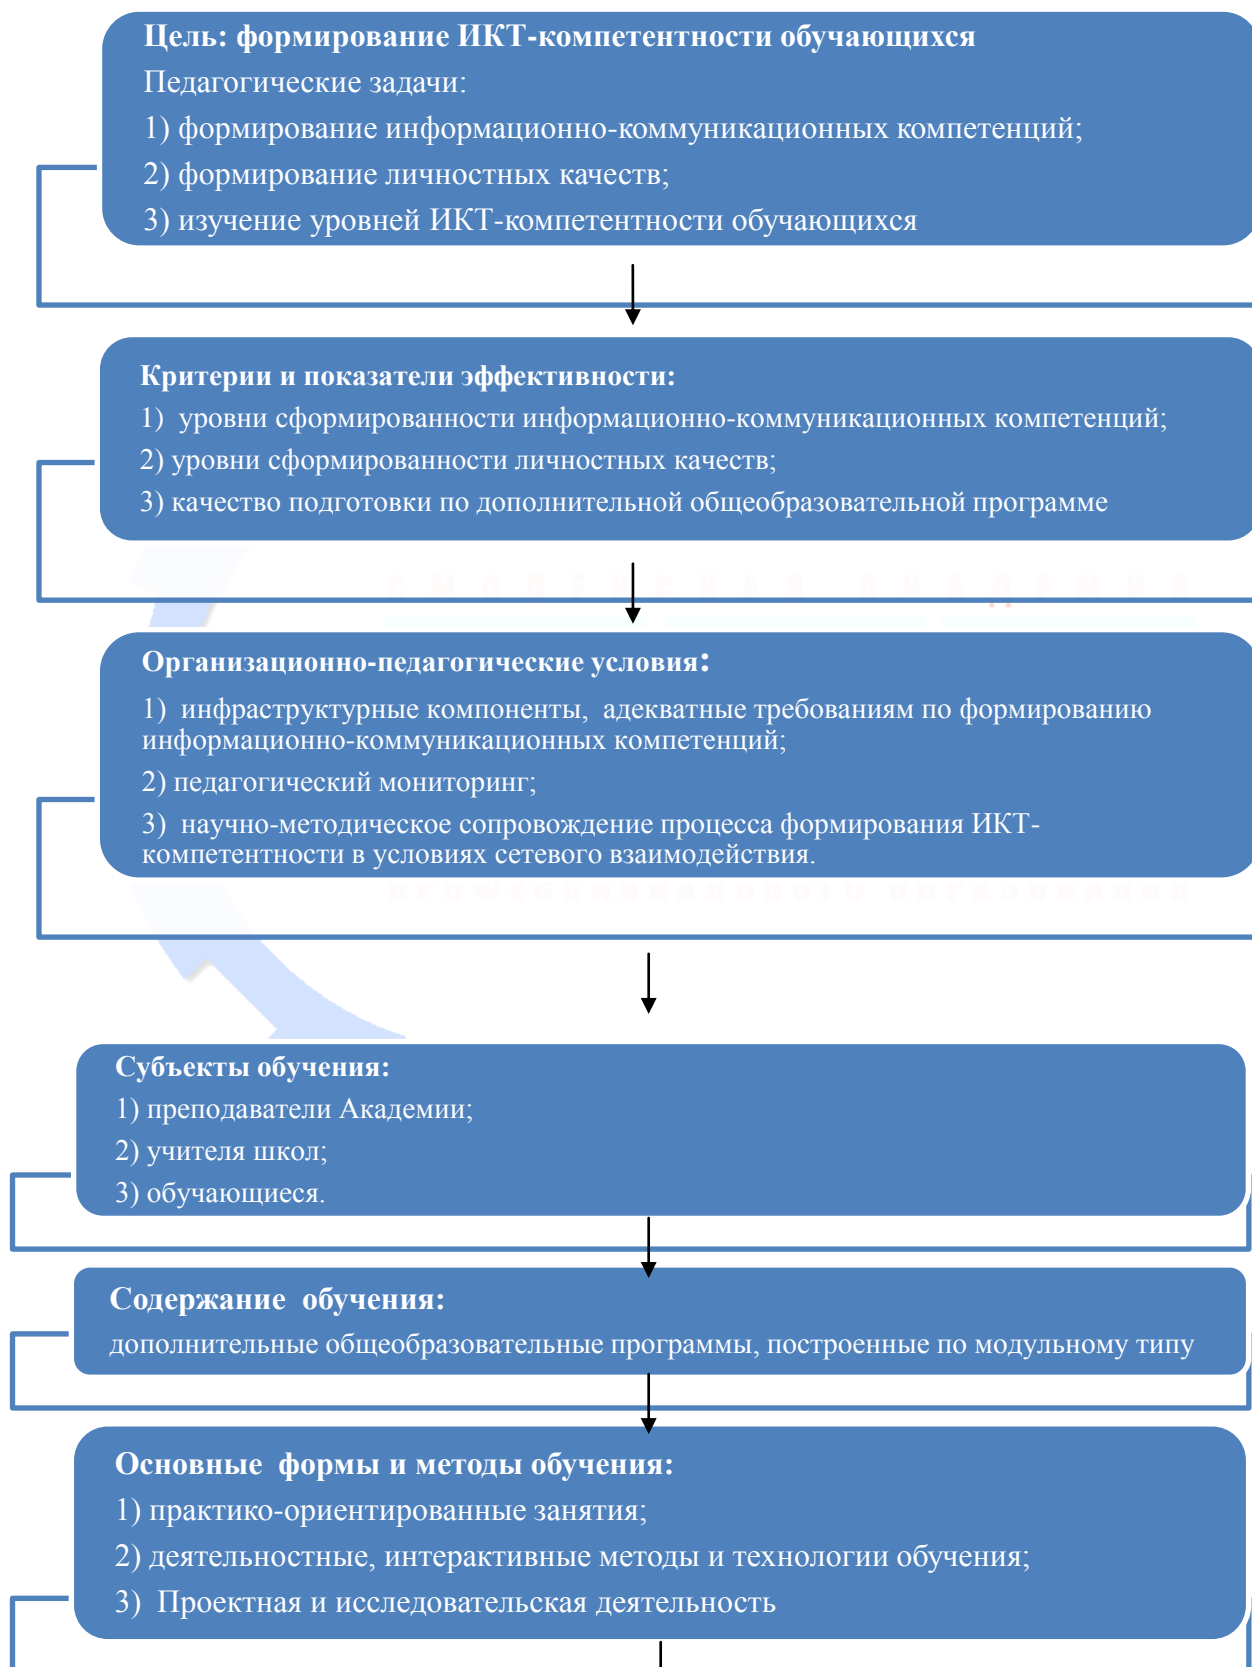 Цель: формирование ИКТ-компетентности обучающихся
Педагогические задачи:
1) формирование информационно-коммуникационных компетенций;
2) формирование личностных качеств;
3) изучение уровней ИКТ-компетентности обучающихся
Критерии и показатели эффективности:
1) уровни сформированности информационно-коммуникационных компетенций;
2) уровни сформированности личностных качеств;
3) качество подготовки по дополнительной общеобразовательной программе
Организационно-педагогические условия:
1) инфраструктурные компоненты, адекватные требованиям по формированию
информационно-коммуникационных компетенций;
2) педагогический мониторинг;
3) научно-методическое сопровождение процесса формирования ИКТ-
компетентности в условиях сетевого взаимодействия.
Субъекты обучения:
1) преподаватели Академии;
2) учителя школ;
3) обучающиеся.
Содержание обучения:
дополнительные общеобразовательные программы, построенные по модульному типу
Основные формы и методы обучения:
1) практико-ориентированные занятия;
2) деятельностные, интерактивные методы и технологии обучения;
3) Проектная и исследовательская деятельность